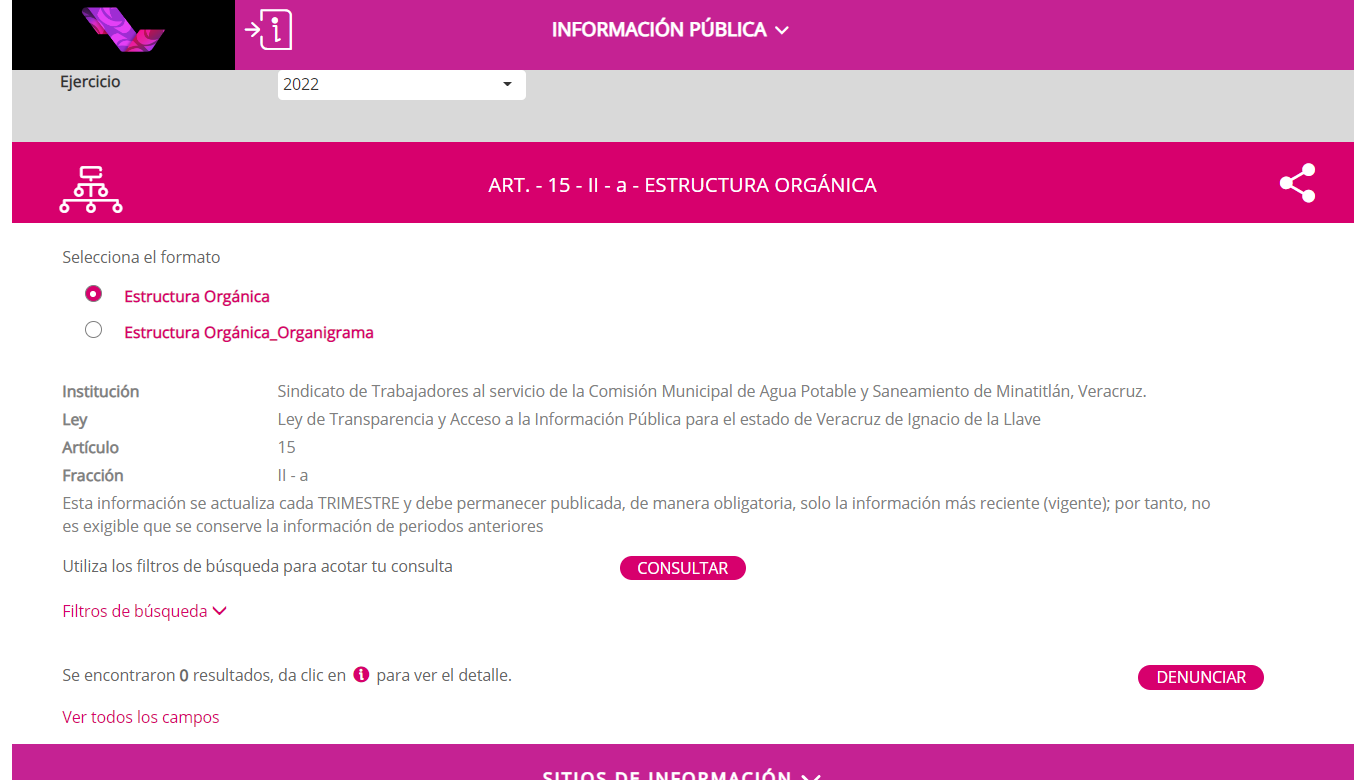 INFORMACIÓN PÚBLICA
Ejercicio
2022
ART. - 15 - II - a - ESTRUCTURA ORGÁNICA
Selecciona el formato
Estructura Orgánica
Estructura Orgánica_Organigrama
Institución Sindicato de Trabajadores al servicio de la Comisión Municipal de Agua Potable y Saneamiento de Minatitlán, Veracruz.
Ley Ley de Transparencia y Acceso a la Información Pública para el estado de Veracruz de Ignacio de la Llave
Artículo 15
Fracción II - a
Esta información se actualiza cada TRIMESTRE y debe permanecer publicada, de manera obligatoria, solo la información más reciente (vigente); por tanto, no
es exigible que se conserve la información de periodos anteriores
Utiliza los filtros de búsqueda para acotar tu consulta
CONSULTAR
Filtros de búsqueda
Se encontraron 0 resultados, da clic en i para ver el detalle.
DENUNCIAR
Ver todos los campos
SITIOS DE INFORMACIÓN